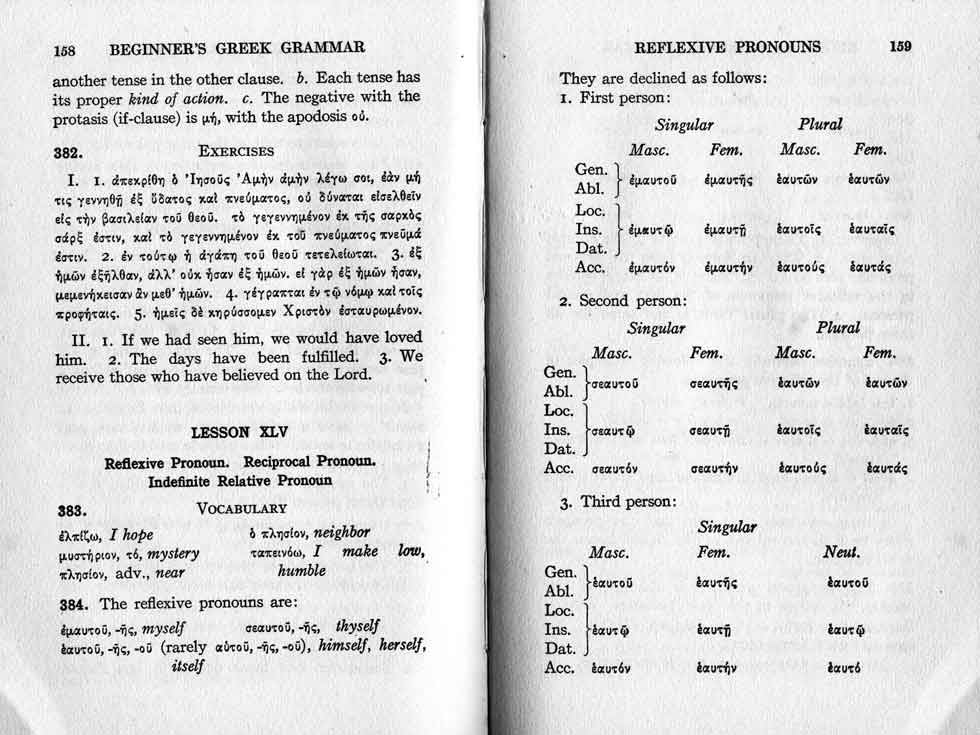 158 BEGINNER'S GREEK GRAMMAR
another tense in the other clause. b. Each tense has
its proper kind of action. c. The negative with the
protasis (if-clause) is μή, with the apodosis οὐ.
382. EXERCISES
I. 1. ἀπεκρίθη ὁ Ἰησοῦς Ἀμὴν ἀμὴν λέγω σοι, ἐὰν μή
τις γεννηθῇ ἐξ ὕδατος καὶ πνεύματος, οὐ δύναται εἰσελθεῖν
εἰς τὴν βασιλείαν τοῦ θεοῦ. τὸ γεγεννημένον ἐκ τῆς σαρκὸς
σάρξ ἐστιν, καὶ τὸ γεγεννημένον ἐκ τοῦ πνεύματος πνεῦμά
ἐστιν. 2. ἐν τούτῳ ἡ ἀγάπη τοῦ θεοῦ τετελείωται. 3. ἐξ
ἡμῶν ἐξῆλθαν, ἀλλ' οὐκ ἦσαν ἐξ ἡμῶν. εἰ γὰρ ἐξ ἡμῶν ἦσαν,
μεμενήκεισαν ἂν μεθ' ἡμῶν. 4. γέγραπται ἐν τῷ νόμῳ καὶ τοῖς
προφήταις. 5. ἡμεῖς δὲ κηρύσσομεν Χριστὸν ἐσταυρωμένον.
II. 1. If we had seen him, we would have loved
him. 2. The days have been fulfilled. 3. We
receive those who have believed on the Lord.
LESSON XLV
Reflexive Pronoun. Reciprocal Pronoun.
Indefinite Relative Pronoun
383. VOCABULARY
ἐλπίζω, I hope ὁ πλησίον, neighbor
μυστήριον, τό, mystery ταπεινόω, I make low,
πλησίον, adv., near humble
384. The reflexive pronouns are:
ἐμαυτοῦ, -ῆς, myself σεαυτοῦ, -ῆς, thyself
ἑαυτοῦ, -ῆς, -οῦ (rarely αὑτοῦ, -ῆς, -οῦ), himself, herself,
itself
REFLEXIVE PRONOUNS 159
They are declined as follows:
1. First person:
Singular Plural
Masc. Fem. Masc. Fem.
Gen.
Abl. ἐμαυτοῦ ἐμαυτῆς ἑαυτῶν ἑαυτῶν
Loc.
Ins. ἐμαυτῷ ἐμαυτῇ ἑαυτοῖς ἑαυταῖς
Dat.
Acc. ἐμαυτόν ἐμαυτήν ἑαυτούς ἑαυτάς
2. Second person:
Singular Plural
Masc. Fem. Masc. Fem.
Gen.
Abl. σεαυτοῦ σεαυτῆς ἑαυτῶν ἑαυτῶν
Loc.
Ins. σεαυτῷ σεαυτῇ ἑαυτοῖς ἑαυταῖς
Dat.
Acc. σεαυτόν σεαυτήν ἑαυτούς ἑαυτάς
3. Third person:
Singular
Masc. Fem. Neut.
Gen.
Abl. ἑαυτοῦ ἑαυτῆς ἑαυτοῦ
Loc.
Ins. ἑαυτῷ ἑαυτῇ ἑαυτῷ
Dat.
Acc. ἑαυτόν ἑαυτήν ἑαυτό